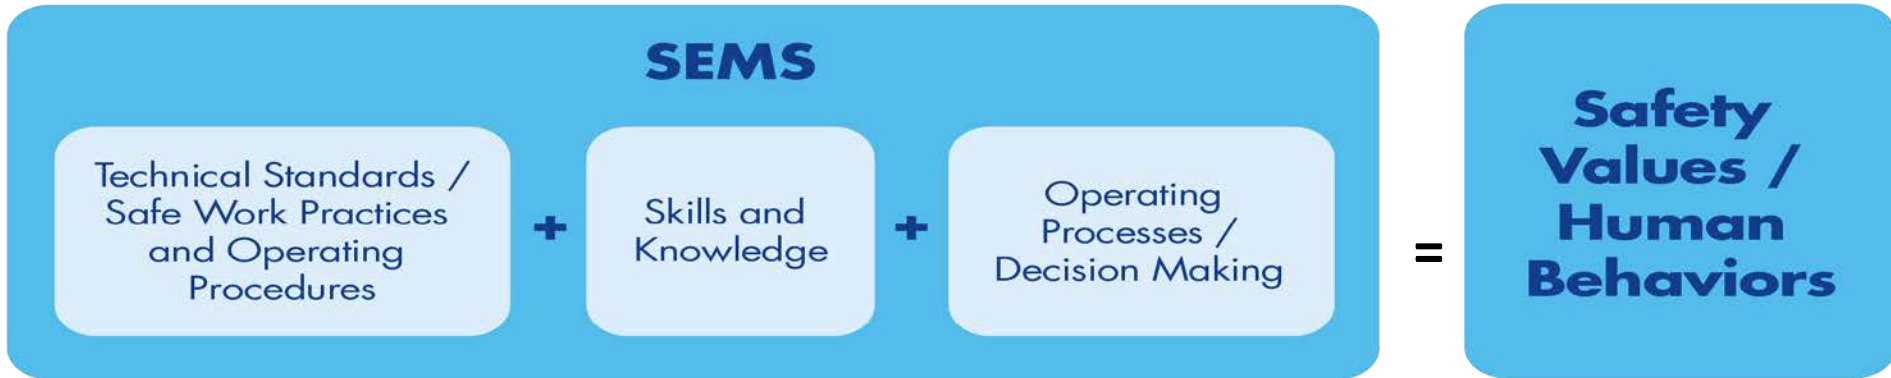 SEMS
Technical Standards /
Safe Work Practices
and Operating
Procedures
+
Skills and
Knowledge
+
Operating
Processes /
Decision Making
=
Safety
Values /
Human
Behaviors